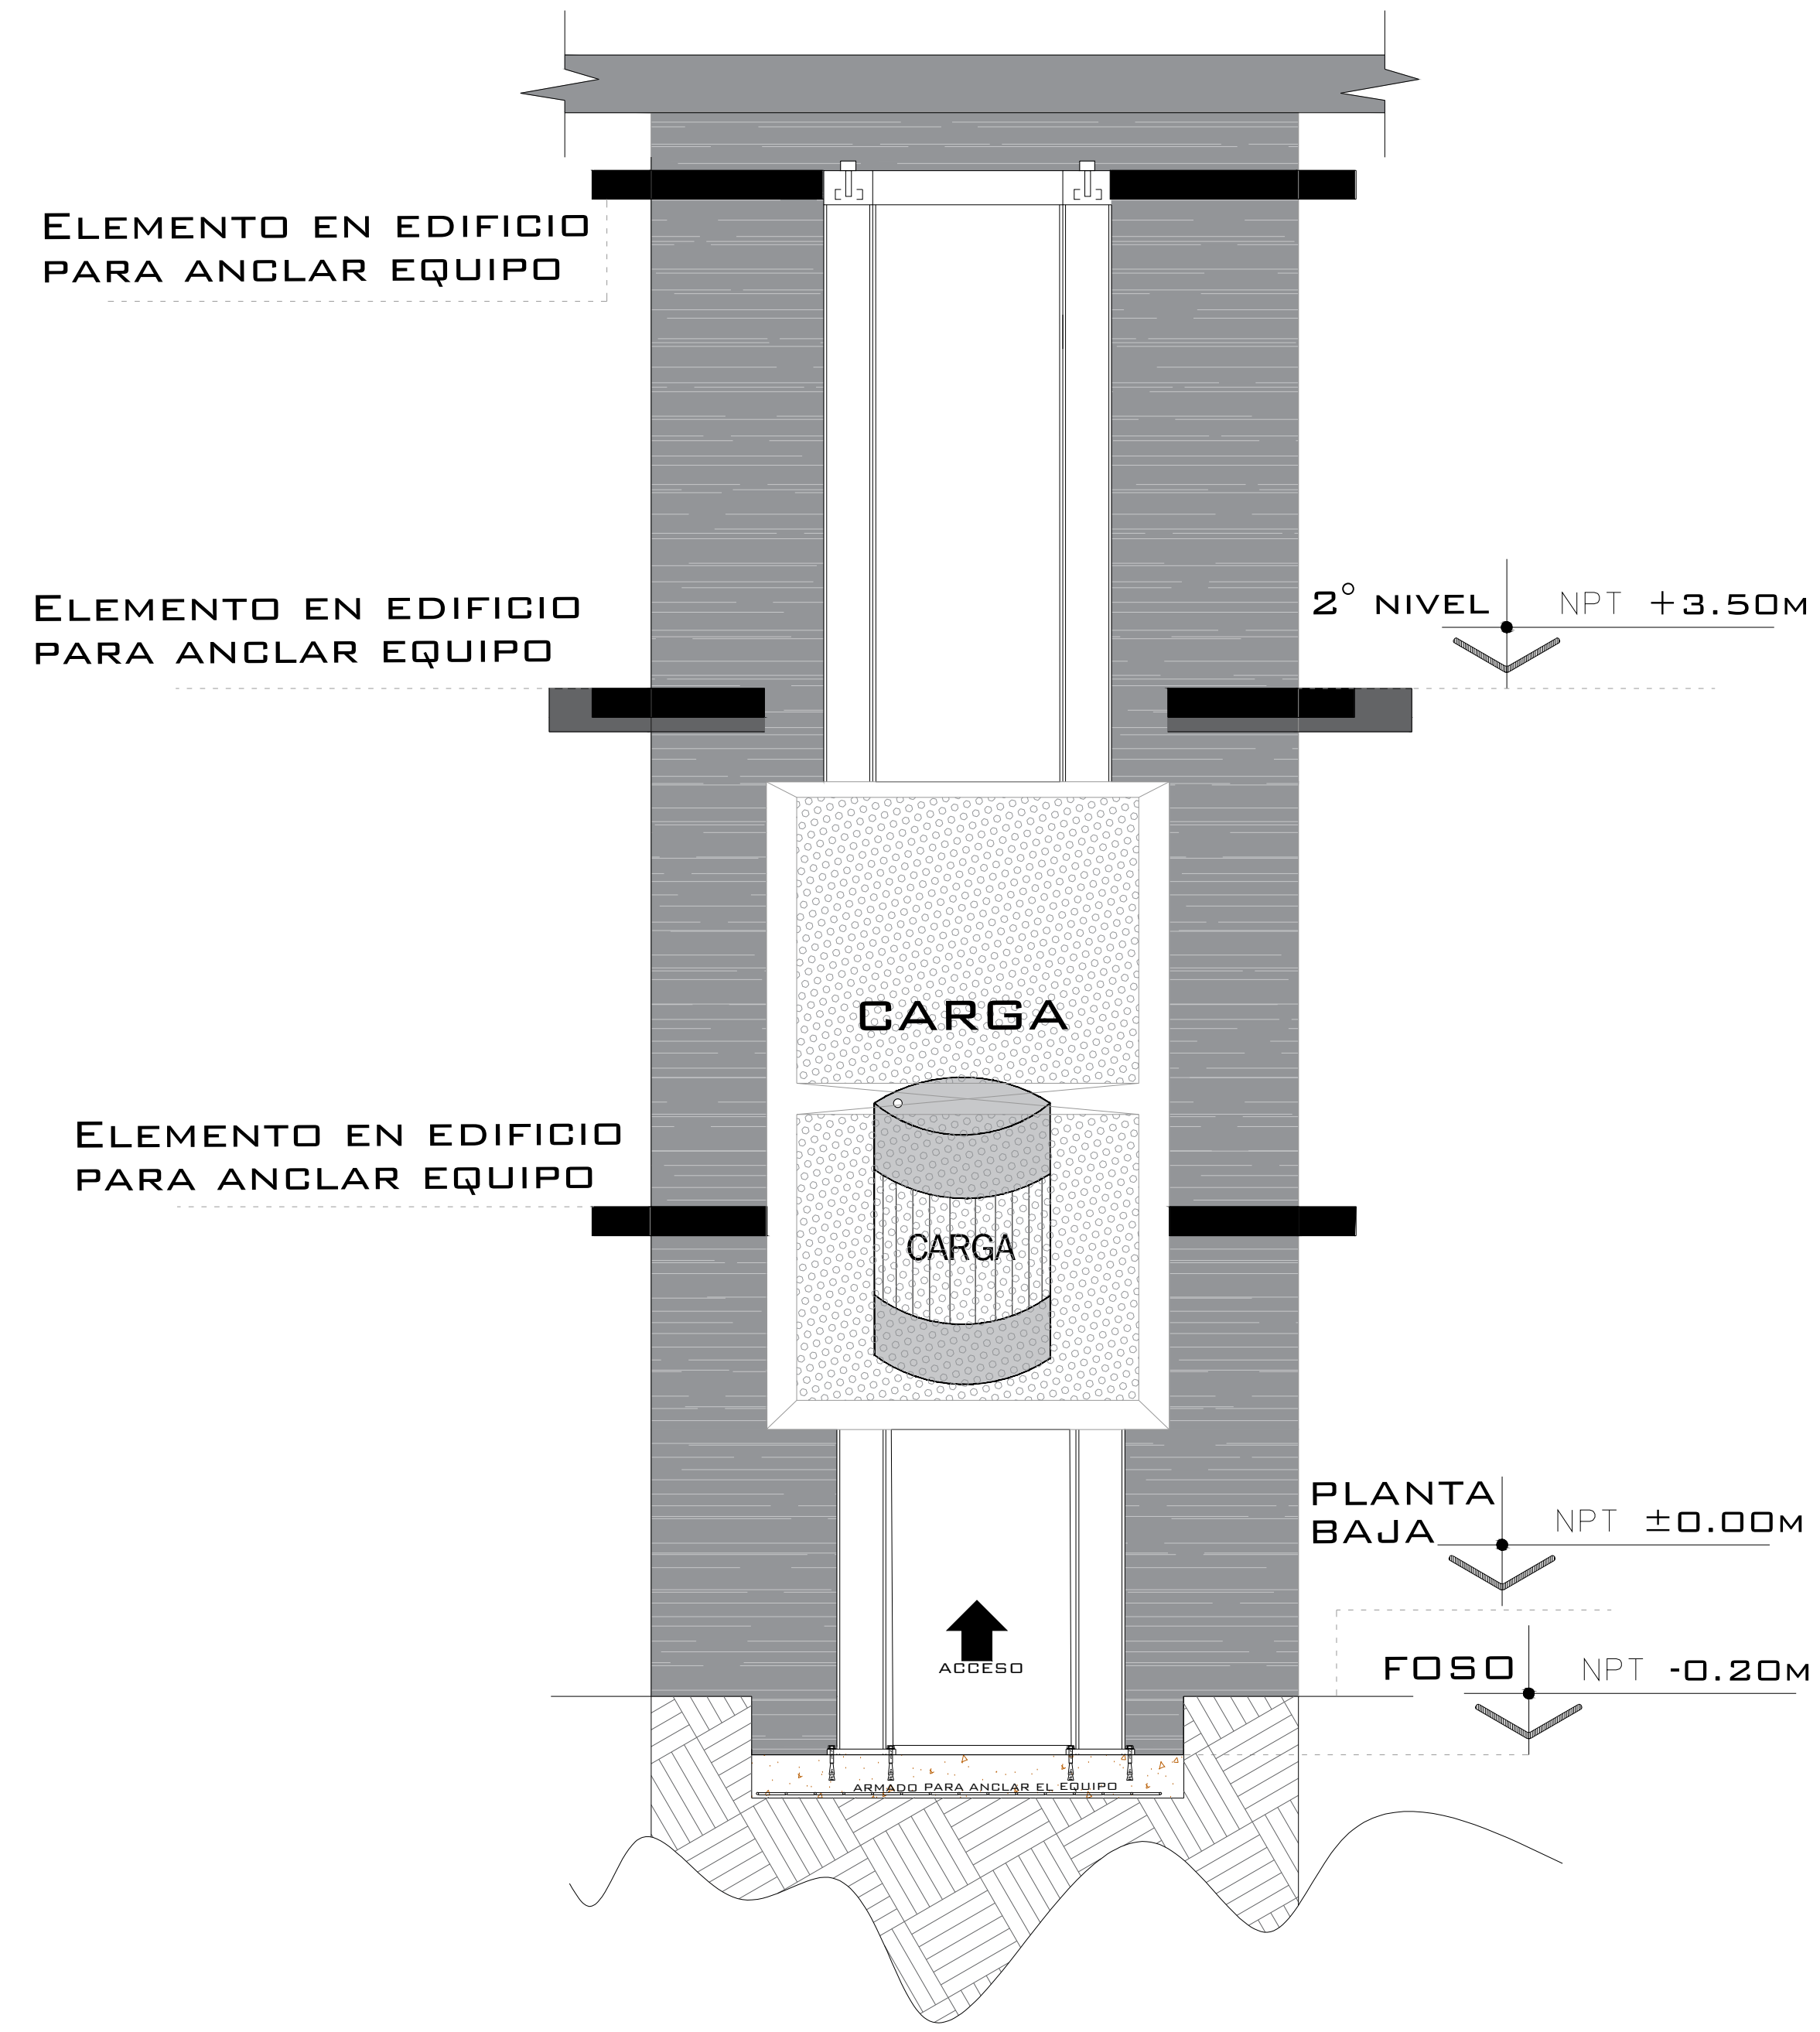 Elemento en edificio
para anclar equipo
2° nivel NPT +3.50m
Elemento en edificio
para anclar equipo
CARGA
Elemento en edificio
para anclar equipo
CARGA
PLANTA
BAJA NPT ±0.00m
ACCESO
FOSO NPT -0.20m
ARMADO PARA ANCLAR EL EQUIPO